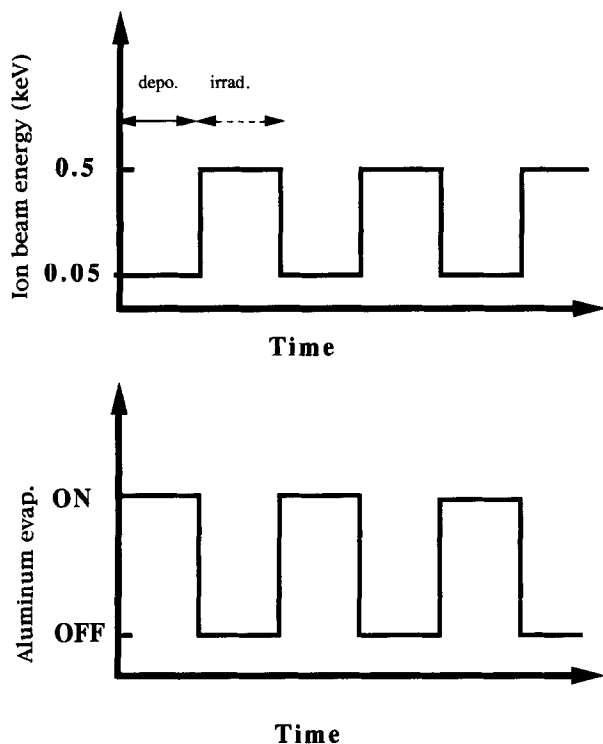 Ion beam energy (keV)
depo. irrad.
0.5
0.05
Time
Aluminum evap.
ON
OFF
Time